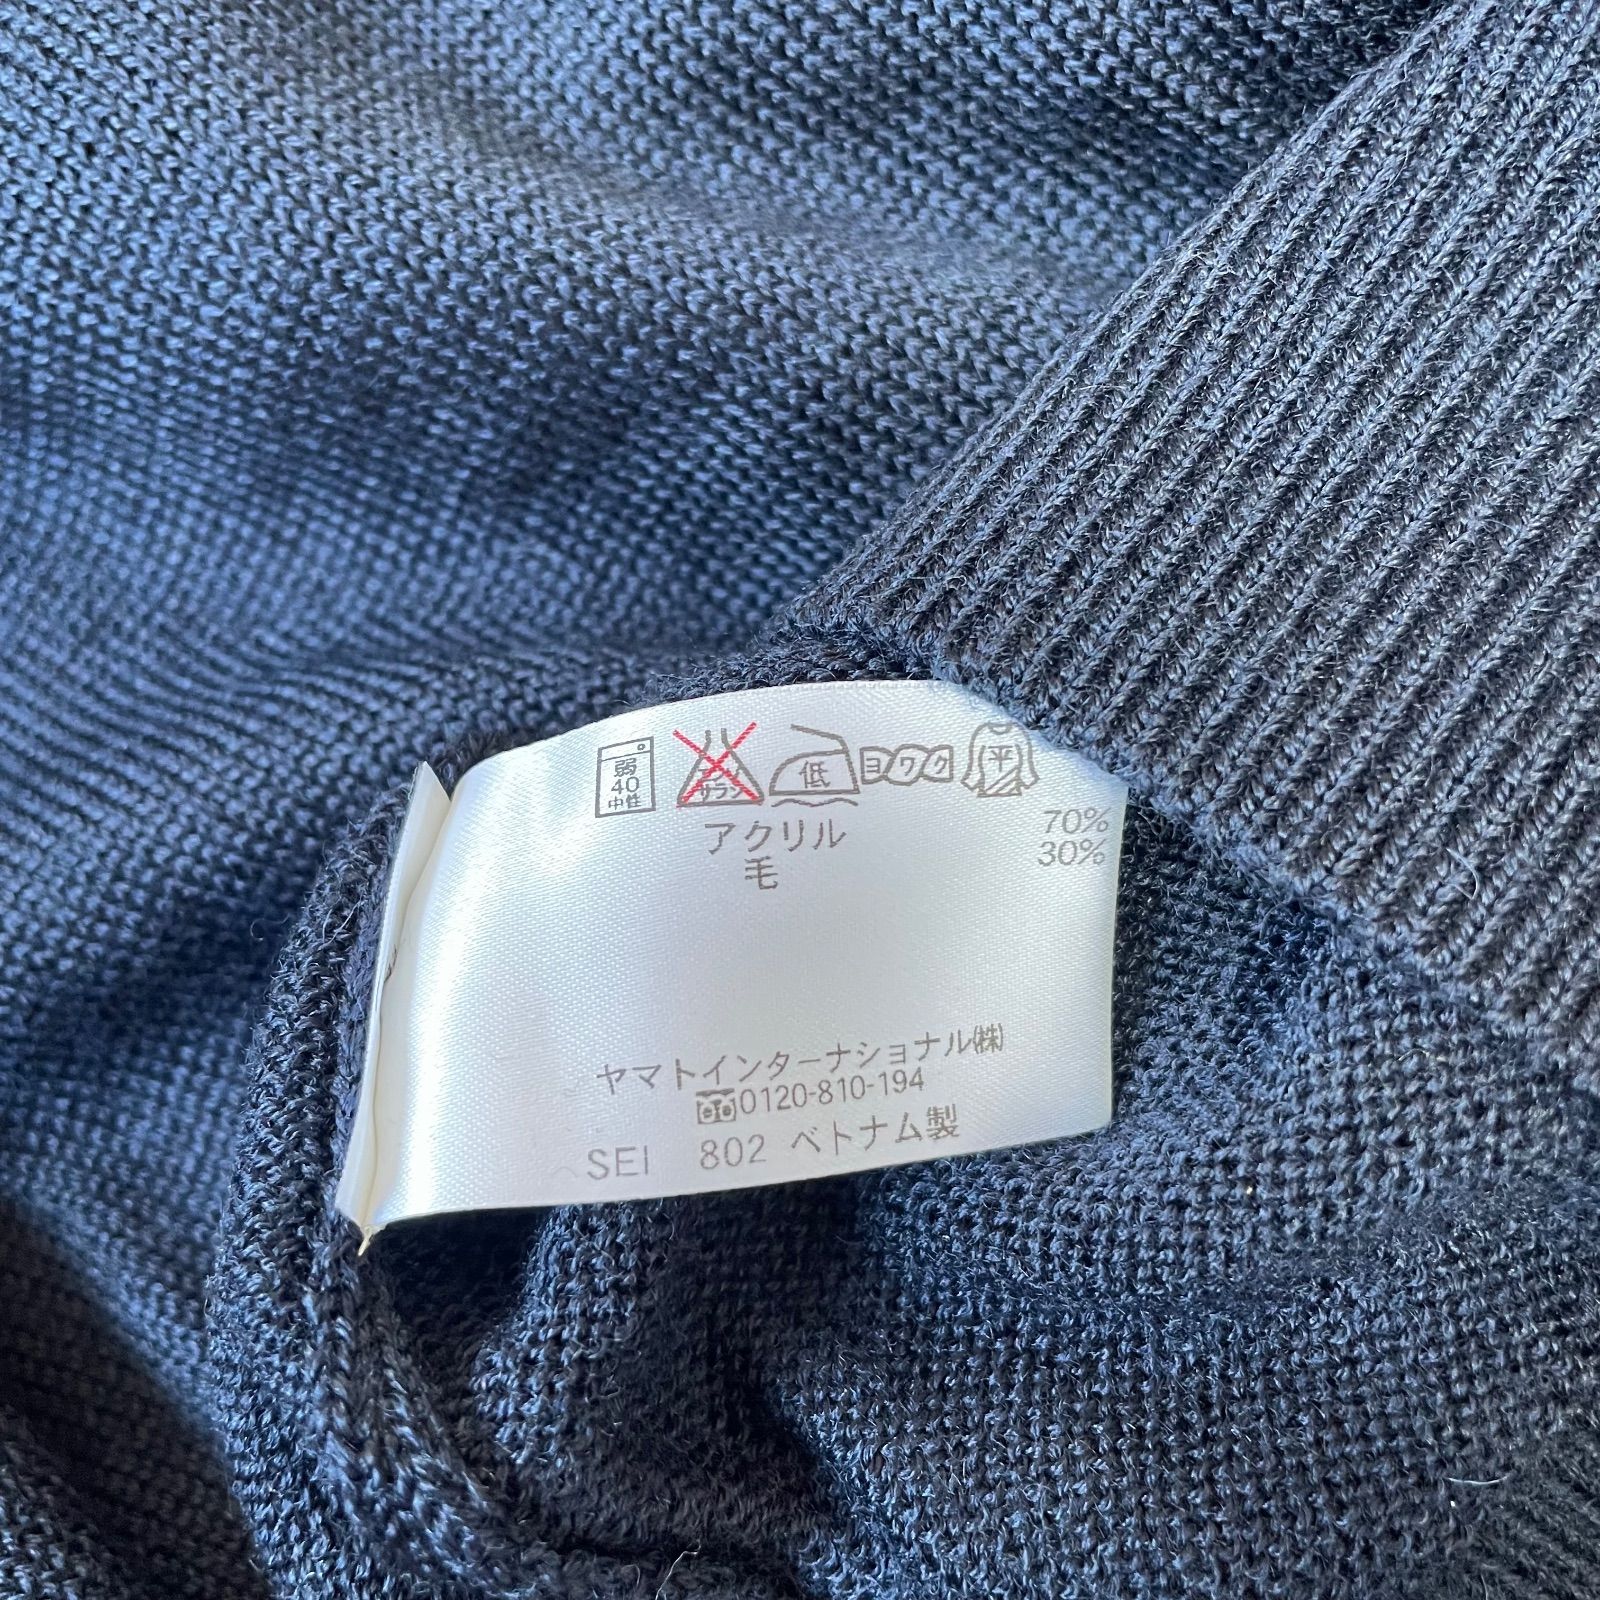 弱
40
中性
サラシ
低
ヨワク
平
アクリル 70%
毛 30%
ヤマトインターナショナル㈱
0120-810-194
SEI 802 ベトナム製